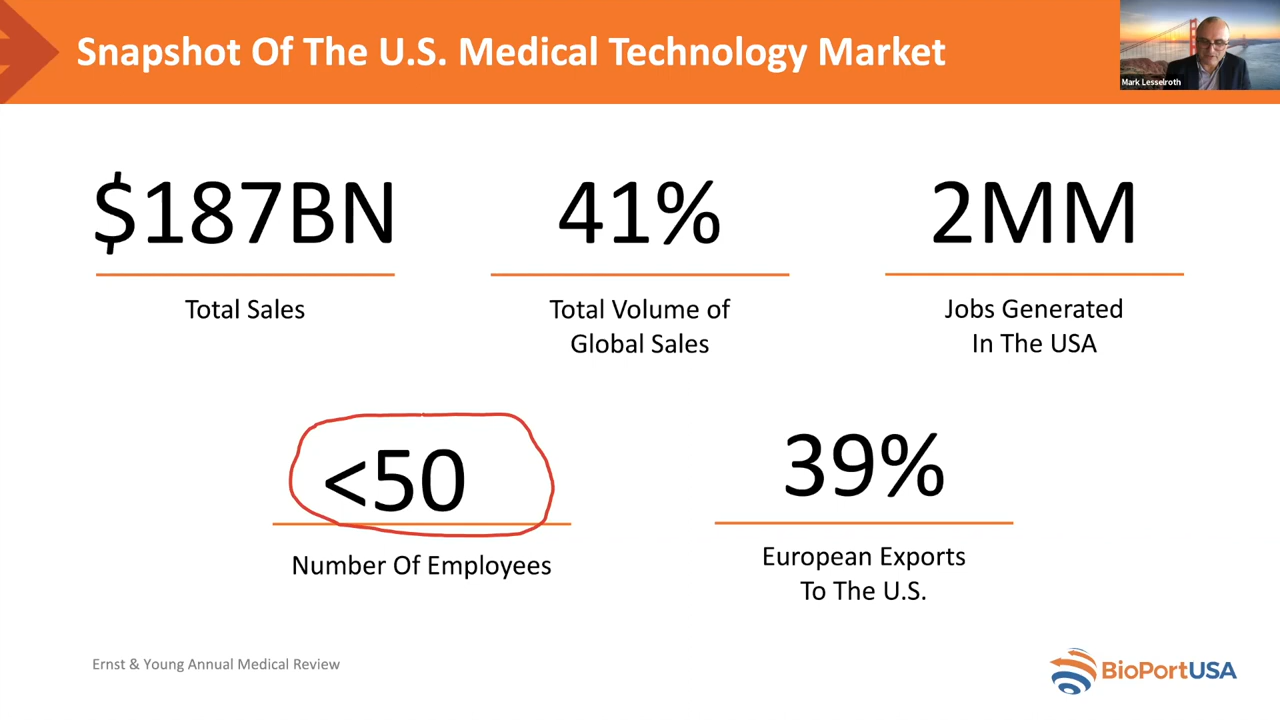 Snapshot Of The U.S. Medical Technology Market
Mark Lesselroth
$187BN
Total Sales
41%
Total Volume of
Global Sales
2MM
Jobs Generated
In The USA
<50
Number Of Employees
39%
European Exports
To The U.S.
Ernst & Young Annual Medical Review
BioPortUSA